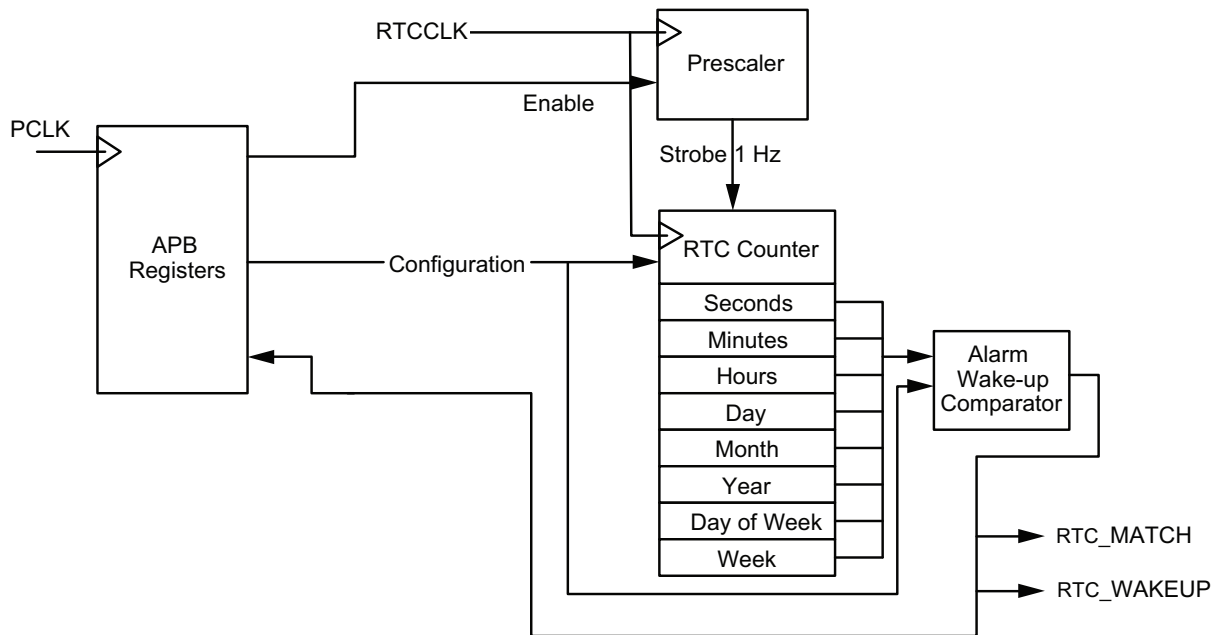 RTCCLK
Prescaler
Enable
PCLK
Strobe 1 Hz
APB
Registers
Configuration
RTC Counter
Seconds
Minutes
Hours
Day
Month
Year
Day of Week
Week
Alarm
Wake-up
Comparator
RTC_MATCH
RTC_WAKEUP